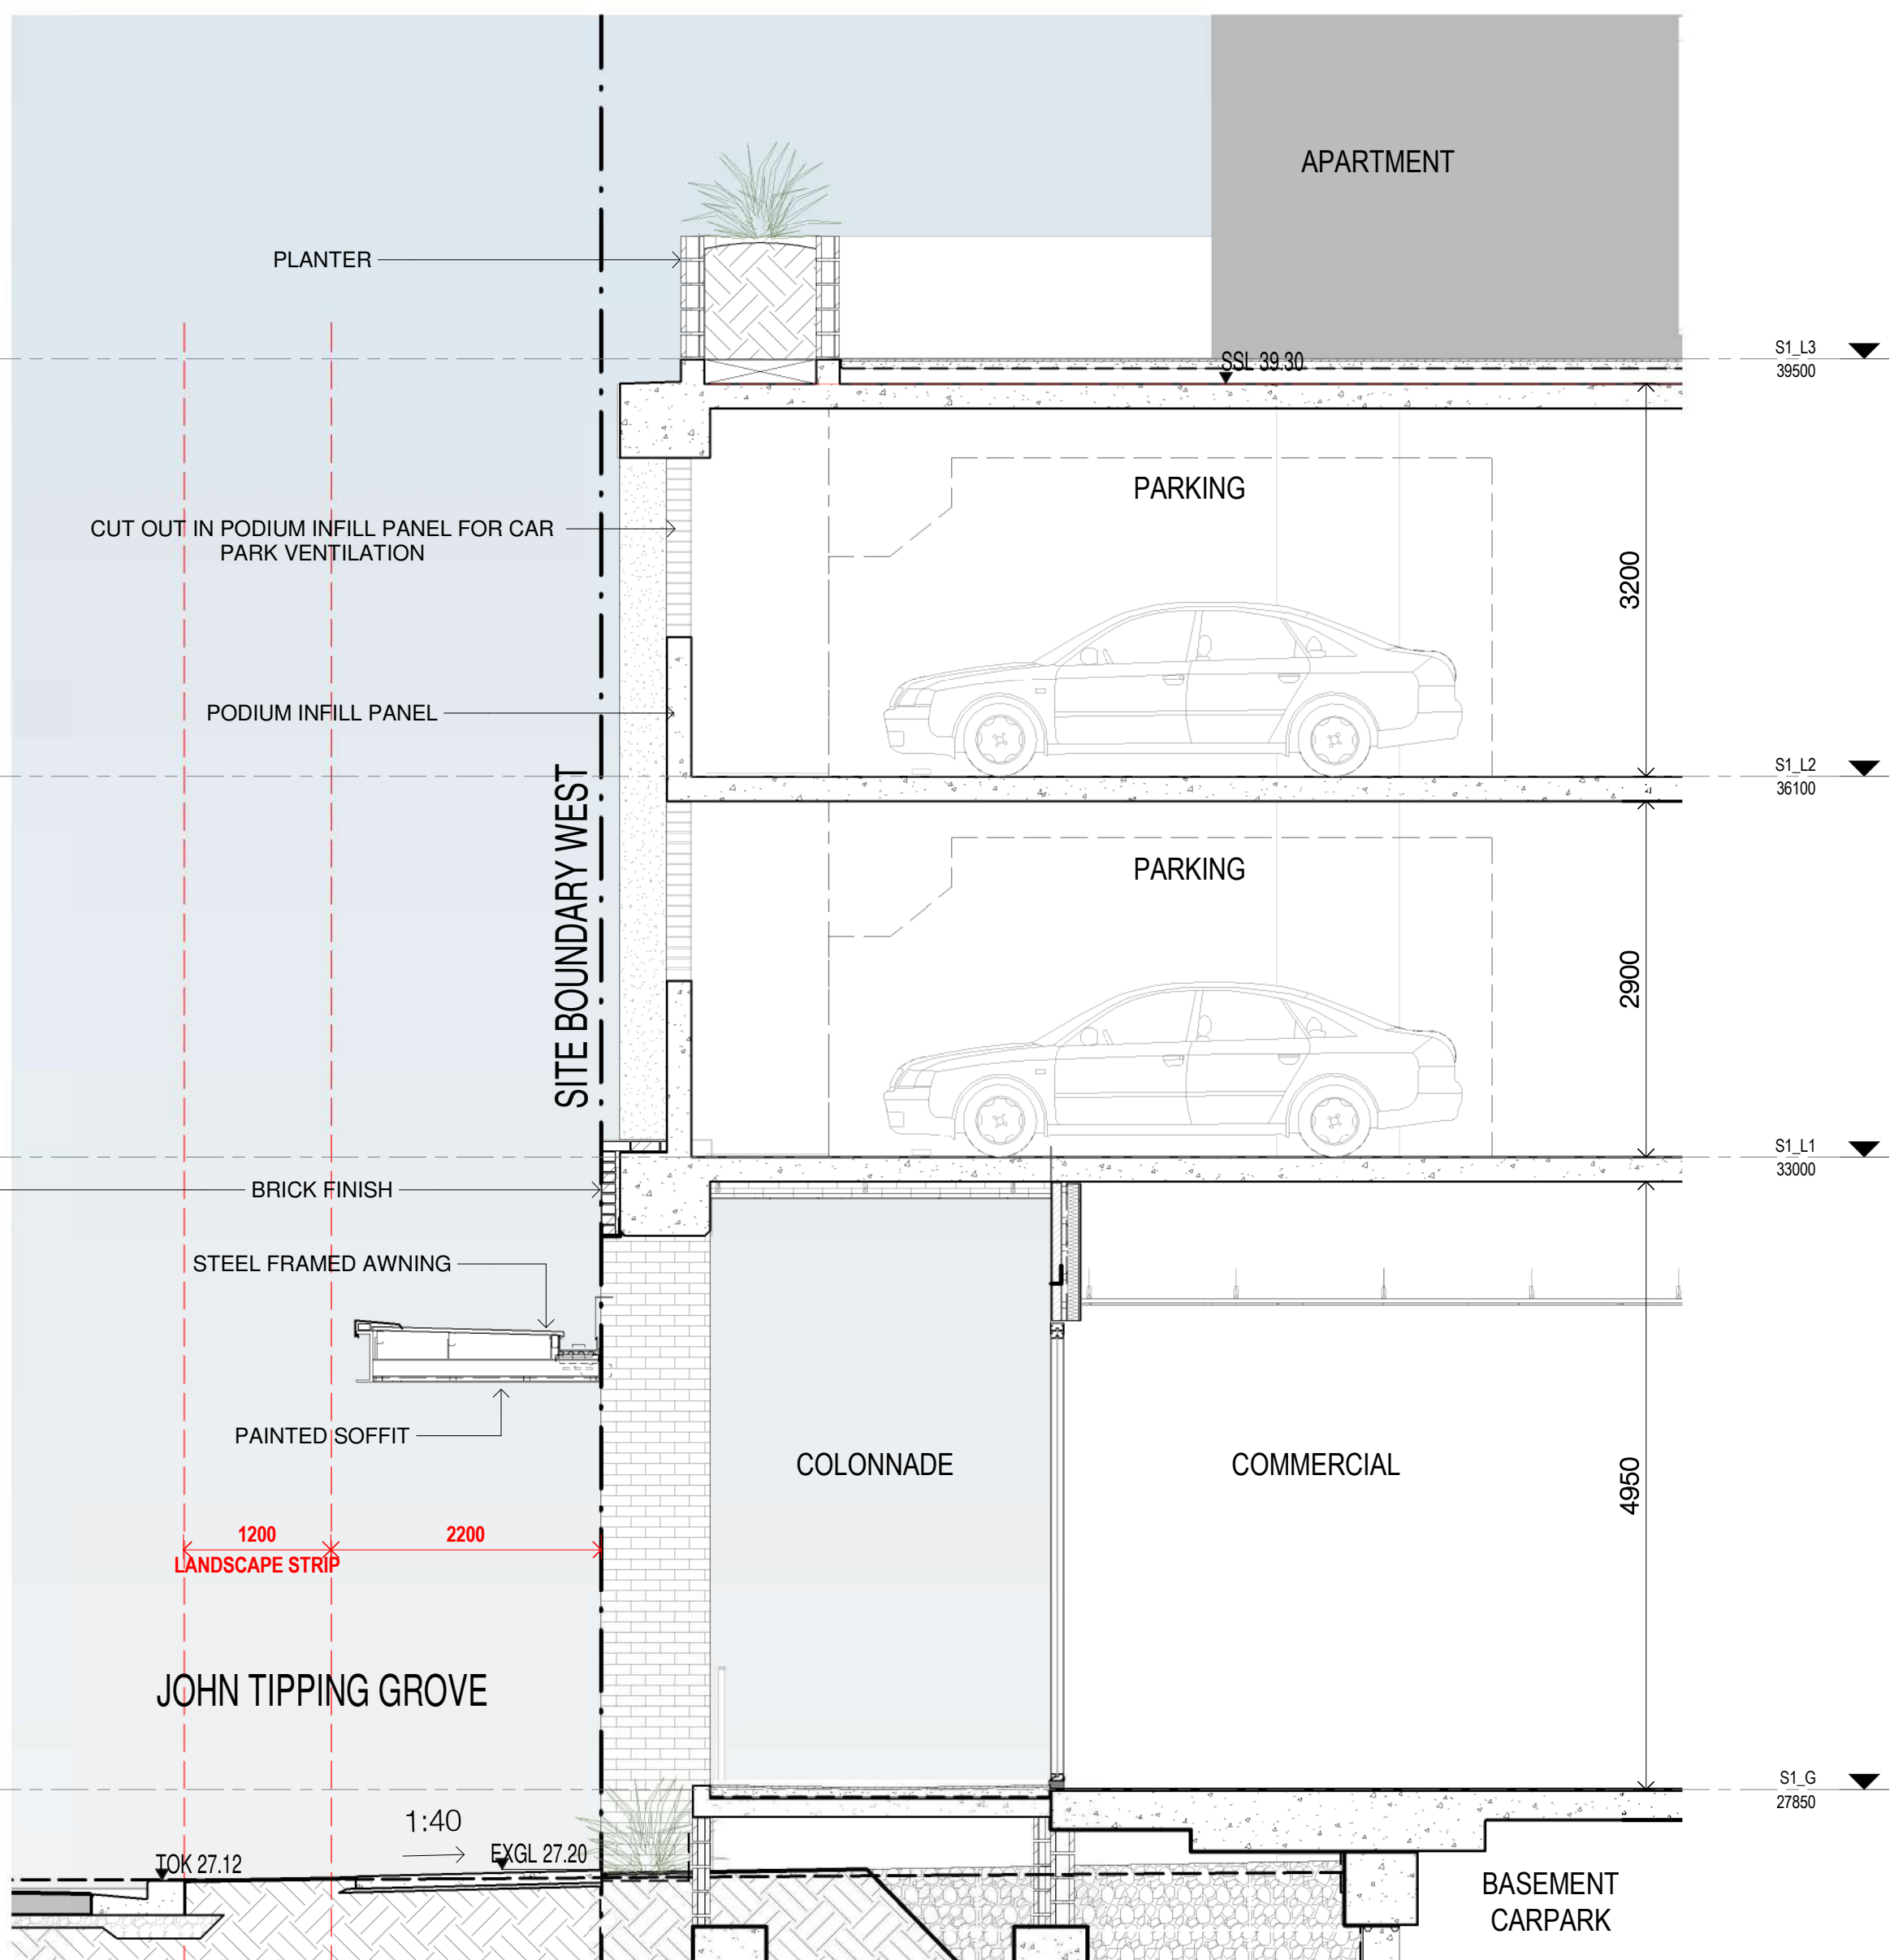 APARTMENT
PLANTER
S1_L3
39500
SSL 39.30
PARKING
CUT OUT IN PODIUM INFILL PANEL FOR CAR
PARK VENTILATION
3200
PODIUM INFILL PANEL
S1_L2
36100
SITE BOUNDARY WEST
PARKING
2900
S1_L1
33000
BRICK FINISH
STEEL FRAMED AWNING
PAINTED SOFFIT
COLONNADE
COMMERCIAL
4950
1200
2200
LANDSCAPE STRIP
JOHN TIPPING GROVE
S1_G
27850
1:40
TOK 27.12
EXGL 27.20
BASEMENT
CARPARK